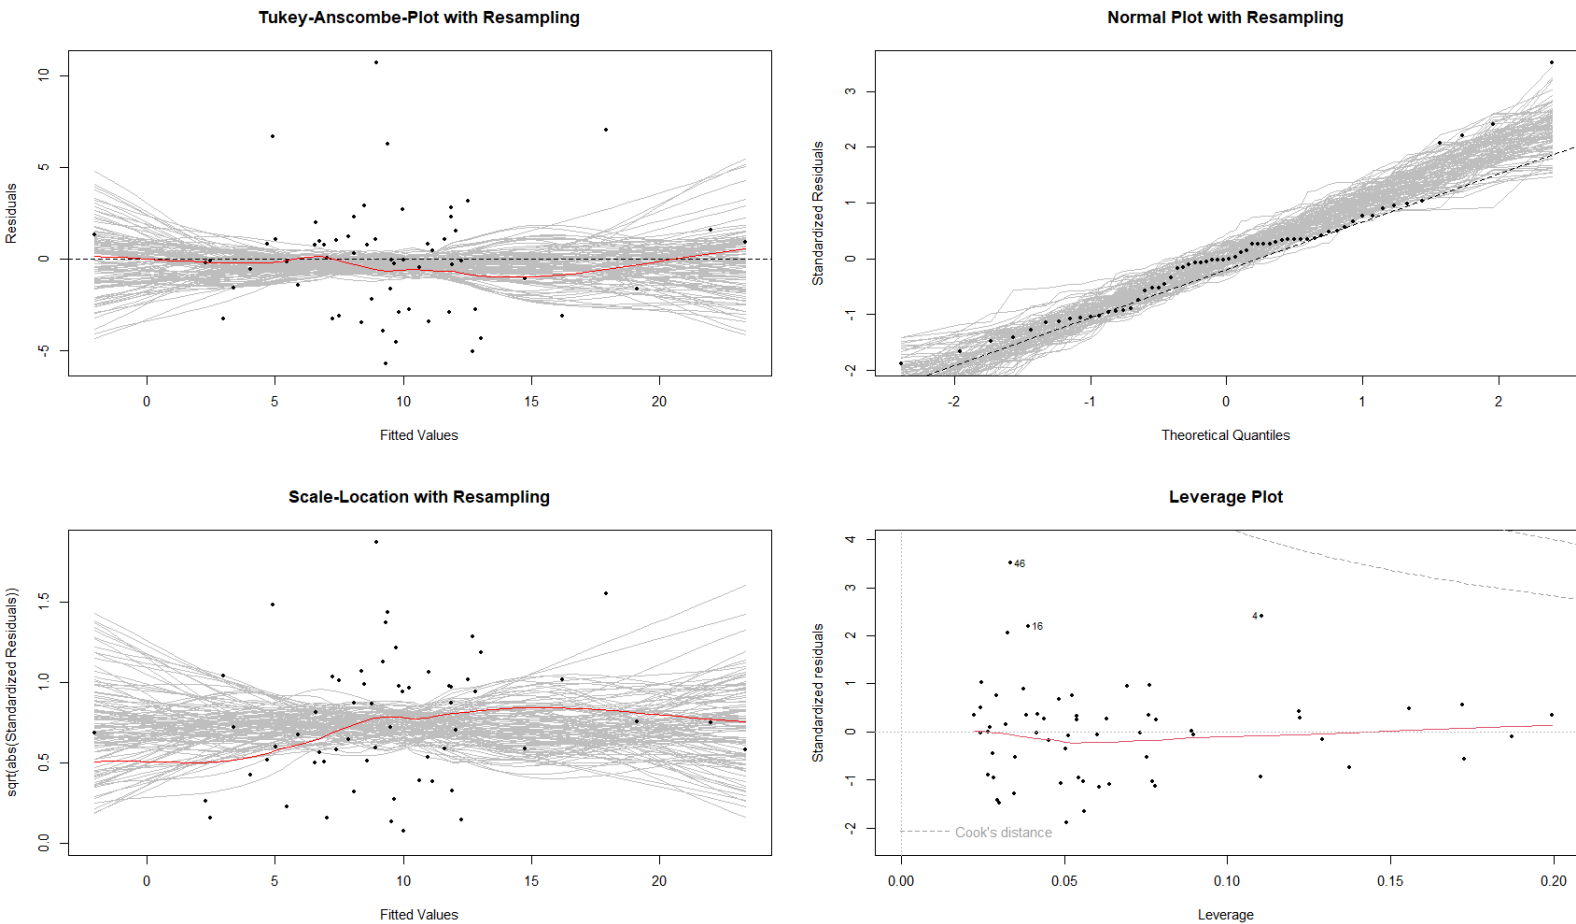 Tukey-Anscombe-Plot with Resampling
Residuals
10
5
0
-5
0 5 10 15 20
Fitted Values
Normal Plot with Resampling
Standardized Residuals
3
2
1
0
-1
-2
-2 -1 0 1 2
Theoretical Quantiles
Scale-Location with Resampling
sqrt(abs(Standardized Residuals))
1.5
1.0
0.5
0.0
0 5 10 15 20
Fitted Values
Leverage Plot
Standardized residuals
4
3
2
1
0
-1
-2
46
4
16
Cook's distance
0.00 0.05 0.10 0.15 0.20
Leverage